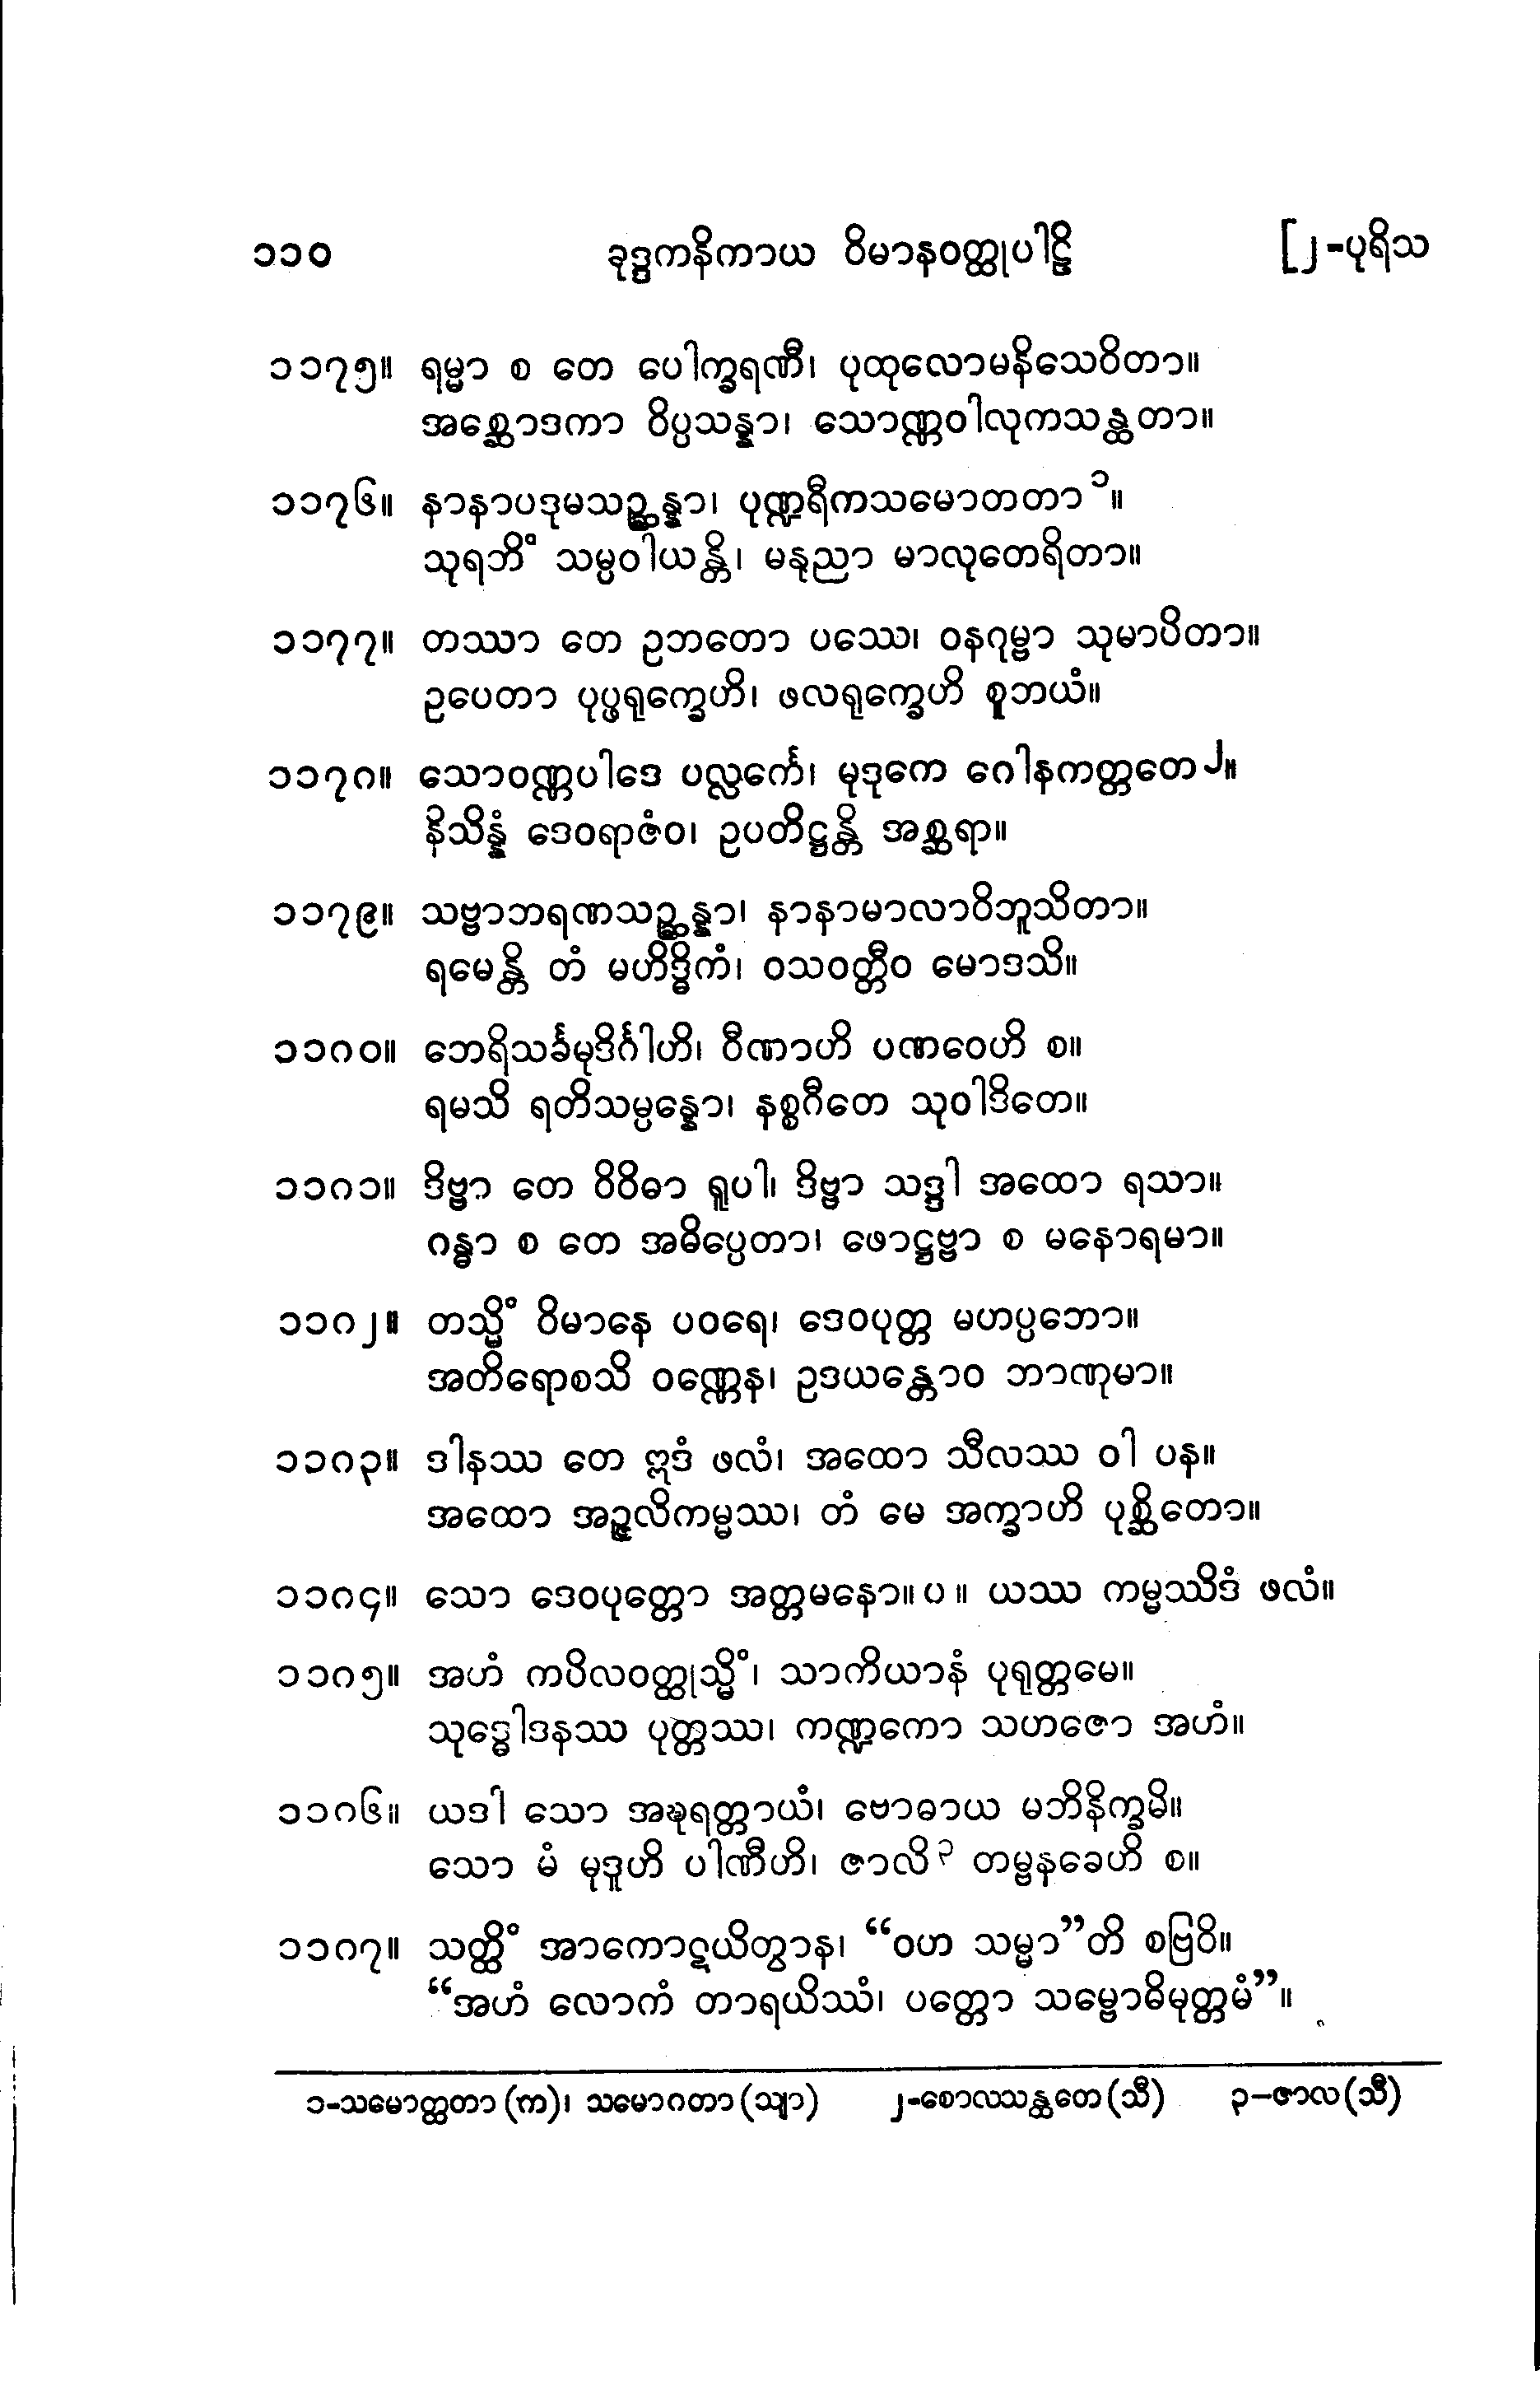 ၁၁၀ ခုဒ္ဒကနိကာယ ဝိမာနဝတ္ထုပါဠိ [၂-ပုရိသ
၁၁၇၅။ ရမ္မာ စ တေ ပေါက္ခရဏီ၊ ပုထုလောမနိသေဝိတာ။
အစ္ဆောဒကာ ဝိပ္ပသန္နာ၊ သောဏ္ဏဝါလုကသန္ထတာ။
၁၁၇၆။ နာနာပဒုမသဉ္ဆန္နာ၊ ပုဏ္ဍရီကသမောတတာ ၁။
သုရဘိံ သမ္ပဝါယန္တိ၊ မနုညာ မာလုတေရိတာ။
၁၁၇၇။ တဿာ တေ ဥဘတော ပဿေ၊ ဝနဂုမ္ဗာ သုမာပိတာ။
ဥပေတာ ပုပ္ဖရုက္ခေဟိ၊ ဖလရုက္ခေဟိ စူဘယံ။
၁၁၇၈။ သောဝဏ္ဏပါဒေ ပလ္လင်္ကေ၊ မုဒုကေ ဂေါနကတ္တတေ ၂။
နိသိန္နံ ဒေဝရာဇံဝ၊ ဥပတိဋ္ဌန္တိ အစ္ဆရာ။
၁၁၇၉။ သဗ္ဗာဘရဏသဉ္ဆန္နာ၊ နာနာမာလာဝိဘူသိတာ။
ရမေန္တိ တံ မဟိဒ္ဓိကံ၊ ဝသဝတ္တီဝ မောဒသိ။
၁၁၈၀။ ဘေရိသင်္ခမုဒိင်္ဂါဟိ၊ ဝီဏာဟိ ပဏဝေဟိ စ။
ရမသိ ရတိသမ္ပန္နော၊ နစ္စဂီတေ သုဝါဒိတေ။
၁၁၈၁။ ဒိဗ္ဗာ တေ ဝိဝိဓာ ရူပါ၊ ဒိဗ္ဗာ သဒ္ဒါ အထော ရသာ။
ဂန္ဓာ စ တေ အဓိပ္ပေတာ၊ ဖောဋ္ဌဗ္ဗာ စ မနောရမာ။
၁၁၈၂။ တသ္မိံ ဝိမာနေ ပဝရေ၊ ဒေဝပုတ္တ မဟပ္ပဘော။
အတိရောစသိ ဝဏ္ဏေန၊ ဥဒယန္တောဝ ဘာဏုမာ။
၁၁၈၃။ ဒါနဿ တေ ဣဒံ ဖလံ၊ အထော သီလဿ ဝါ ပန။
အထော အဉ္ဇလိကမ္မဿ၊ တံ မေ အက္ခာဟိ ပုစ္ဆိတော။
၁၁၈၄။ သော ဒေဝပုတ္တော အတ္တမနော။ ပ ။ ယဿ ကမ္မဿိဒံ ဖလံ။
၁၁၈၅။ အဟံ ကပိလဝတ္ထုသ္မိံ၊ သာကိယာနံ ပုရုတ္တမေ။
သုဒ္ဓေါဒနဿ ပုတ္တဿ၊ ကဏ္ဍကော သဟဇော အဟံ။
၁၁၈၆။ ယဒါ သော အဍ္ဎရတ္တာယံ၊ ဗောဓာယ မဘိနိက္ခမိ။
သော မံ မုဒူဟိ ပါဏီဟိ၊ ဇာလိ ၃ တမ္ဗနခေဟိ စ။
၁၁၈၇။ သတ္ထိံ အာကောဋယိတွာန၊ “ဝဟ သမ္မာ”တိ စဗြဝိ။
“အဟံ လောကံ တာရယိဿံ၊ ပတ္တော သမ္ဗောဓိမုတ္တမံ”။
၁-သမောတ္ထတာ (က)၊ သမောဂတာ (သျာ) ၂-စောလသန္ထတေ (သီ) ၃-ဇာလ (သီ)